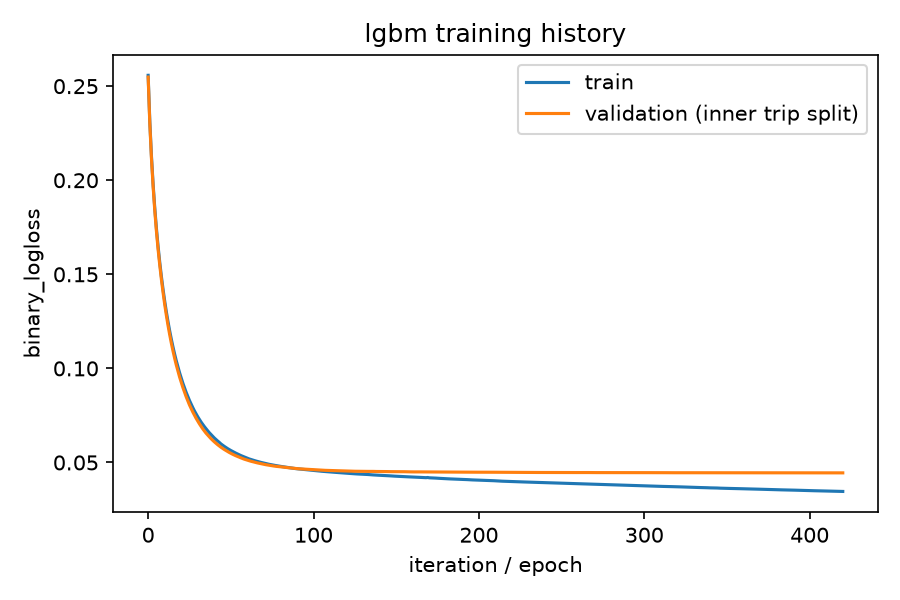 lgbm training history
train
validation (inner trip split)
binary_logloss
0.25
0.20
0.15
0.10
0.05
0
100
200
300
400
iteration / epoch